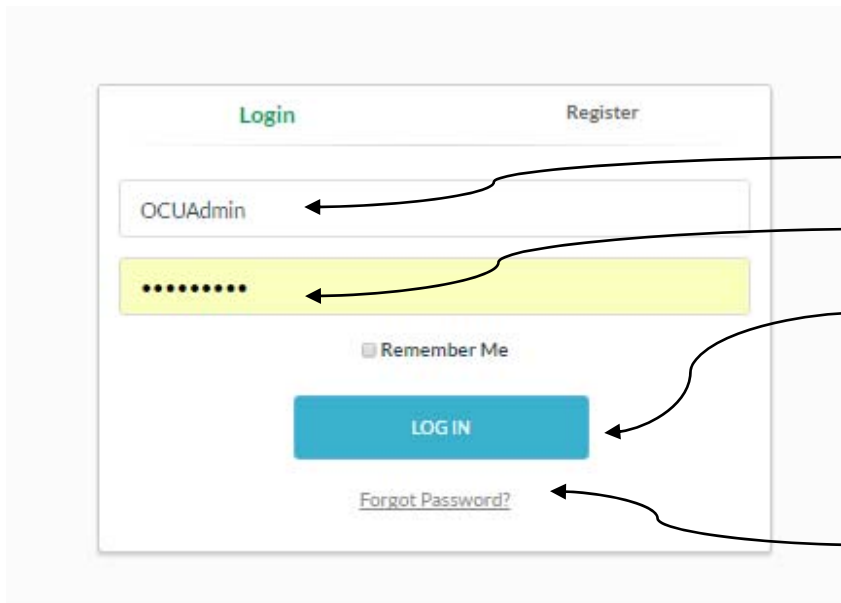 Login Register
OCUAdmin
•••••••••
Remember Me
LOG IN
Forgot Password?